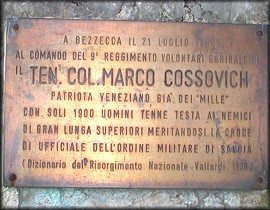 A BEZZECCA IL 21 LUGLIO
AL COMANDO DEL 9° REGGIMENTO VOLONTARI GARIBALDINI
IL TEN. COL. MARCO COSSOVICH
PATRIOTA VENEZIANO GIÀ DEI "MILLE"
CON SOLI 1900 UOMINI TENNE TESTA AI NEMICI
DI GRAN LUNGA SUPERIORI MERITANDOSI LA CROCE
DI UFFICIALE DELL'ORDINE MILITARE DI SAVOIA
(Dizionario del Risorgimento Nazionale Vallardi